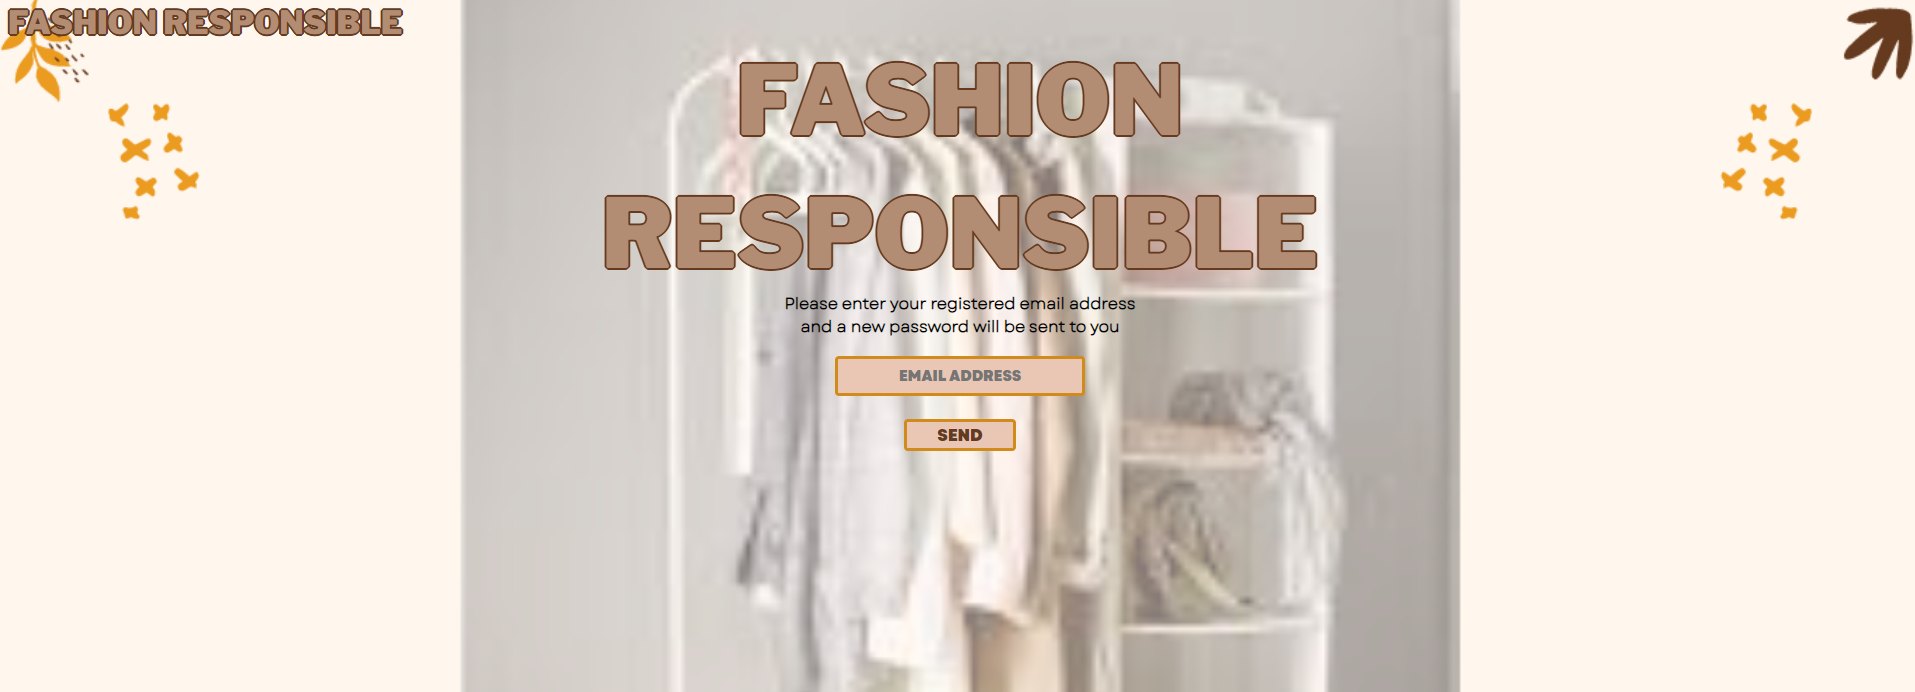 FASHION RESPONSIBLE
FASHION
RESPONSIBLE
Please enter your registered email address
and a new password will be sent to you
EMAIL ADDRESS
SEND